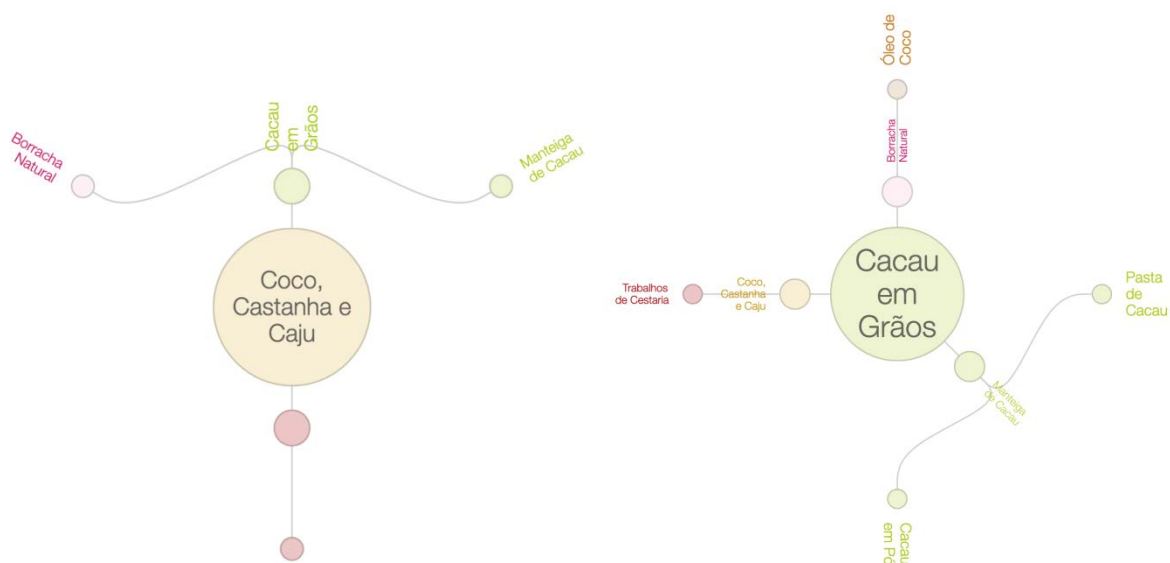 Borracha
Natural
Cacau
em
Grãos
Manteiga
de Cacau
Coco,
Castanha e
Caju
Óleo de
Coco
Borracha
Natural
Trabalhos
de Cestaria
Coco,
Castanha
e Caju
Cacau
em
Grãos
Pasta
de
Cacau
Manteiga
de Cacau
Cacau
em Pó